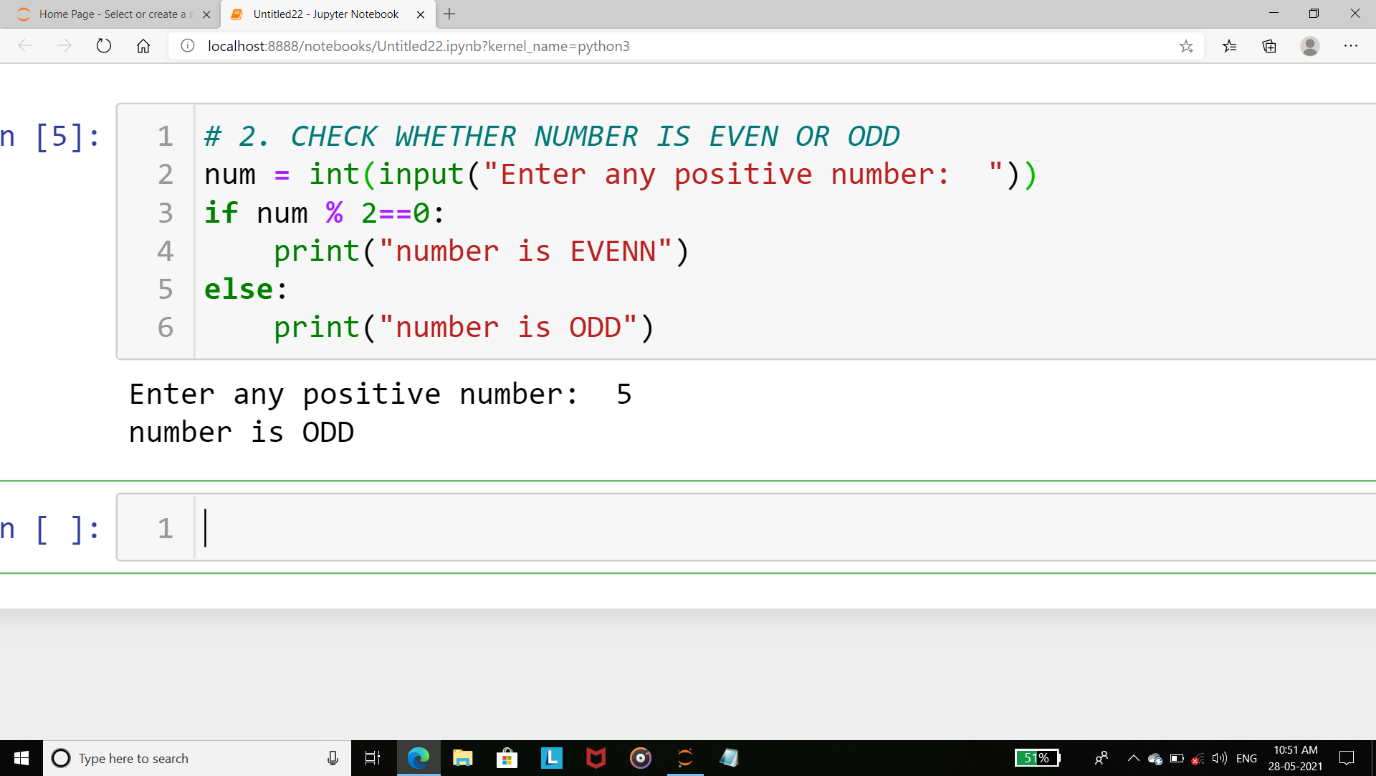 Home Page - Select or create a n
Untitled22 - Jupyter Notebook
localhost:8888/notebooks/Untitled22.ipynb?kernel_name=python3
n [5]:
1 # 2. CHECK WHETHER NUMBER IS EVEN OR ODD
2 num = int(input("Enter any positive number:  "))
3 if num % 2==0:
4     print("number is EVENN")
5 else:
6     print("number is ODD")
Enter any positive number:  5
number is ODD
n [ ]:
1
Type here to search
L
51%
ENG
10:51 AM
28-05-2021